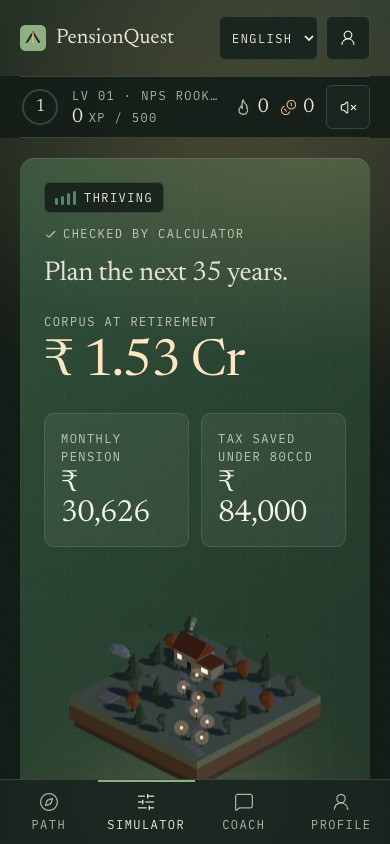 PensionQuest
ENGLISH
1
LV 01 · NPS ROOK…
0 XP / 500
0
0
THRIVING
CHECKED BY CALCULATOR
Plan the next 35 years.
CORPUS AT RETIREMENT
₹ 1.53 Cr
MONTHLY
PENSION
₹
30,626
TAX SAVED
UNDER 80CCD
₹
84,000
PATH
SIMULATOR
COACH
PROFILE